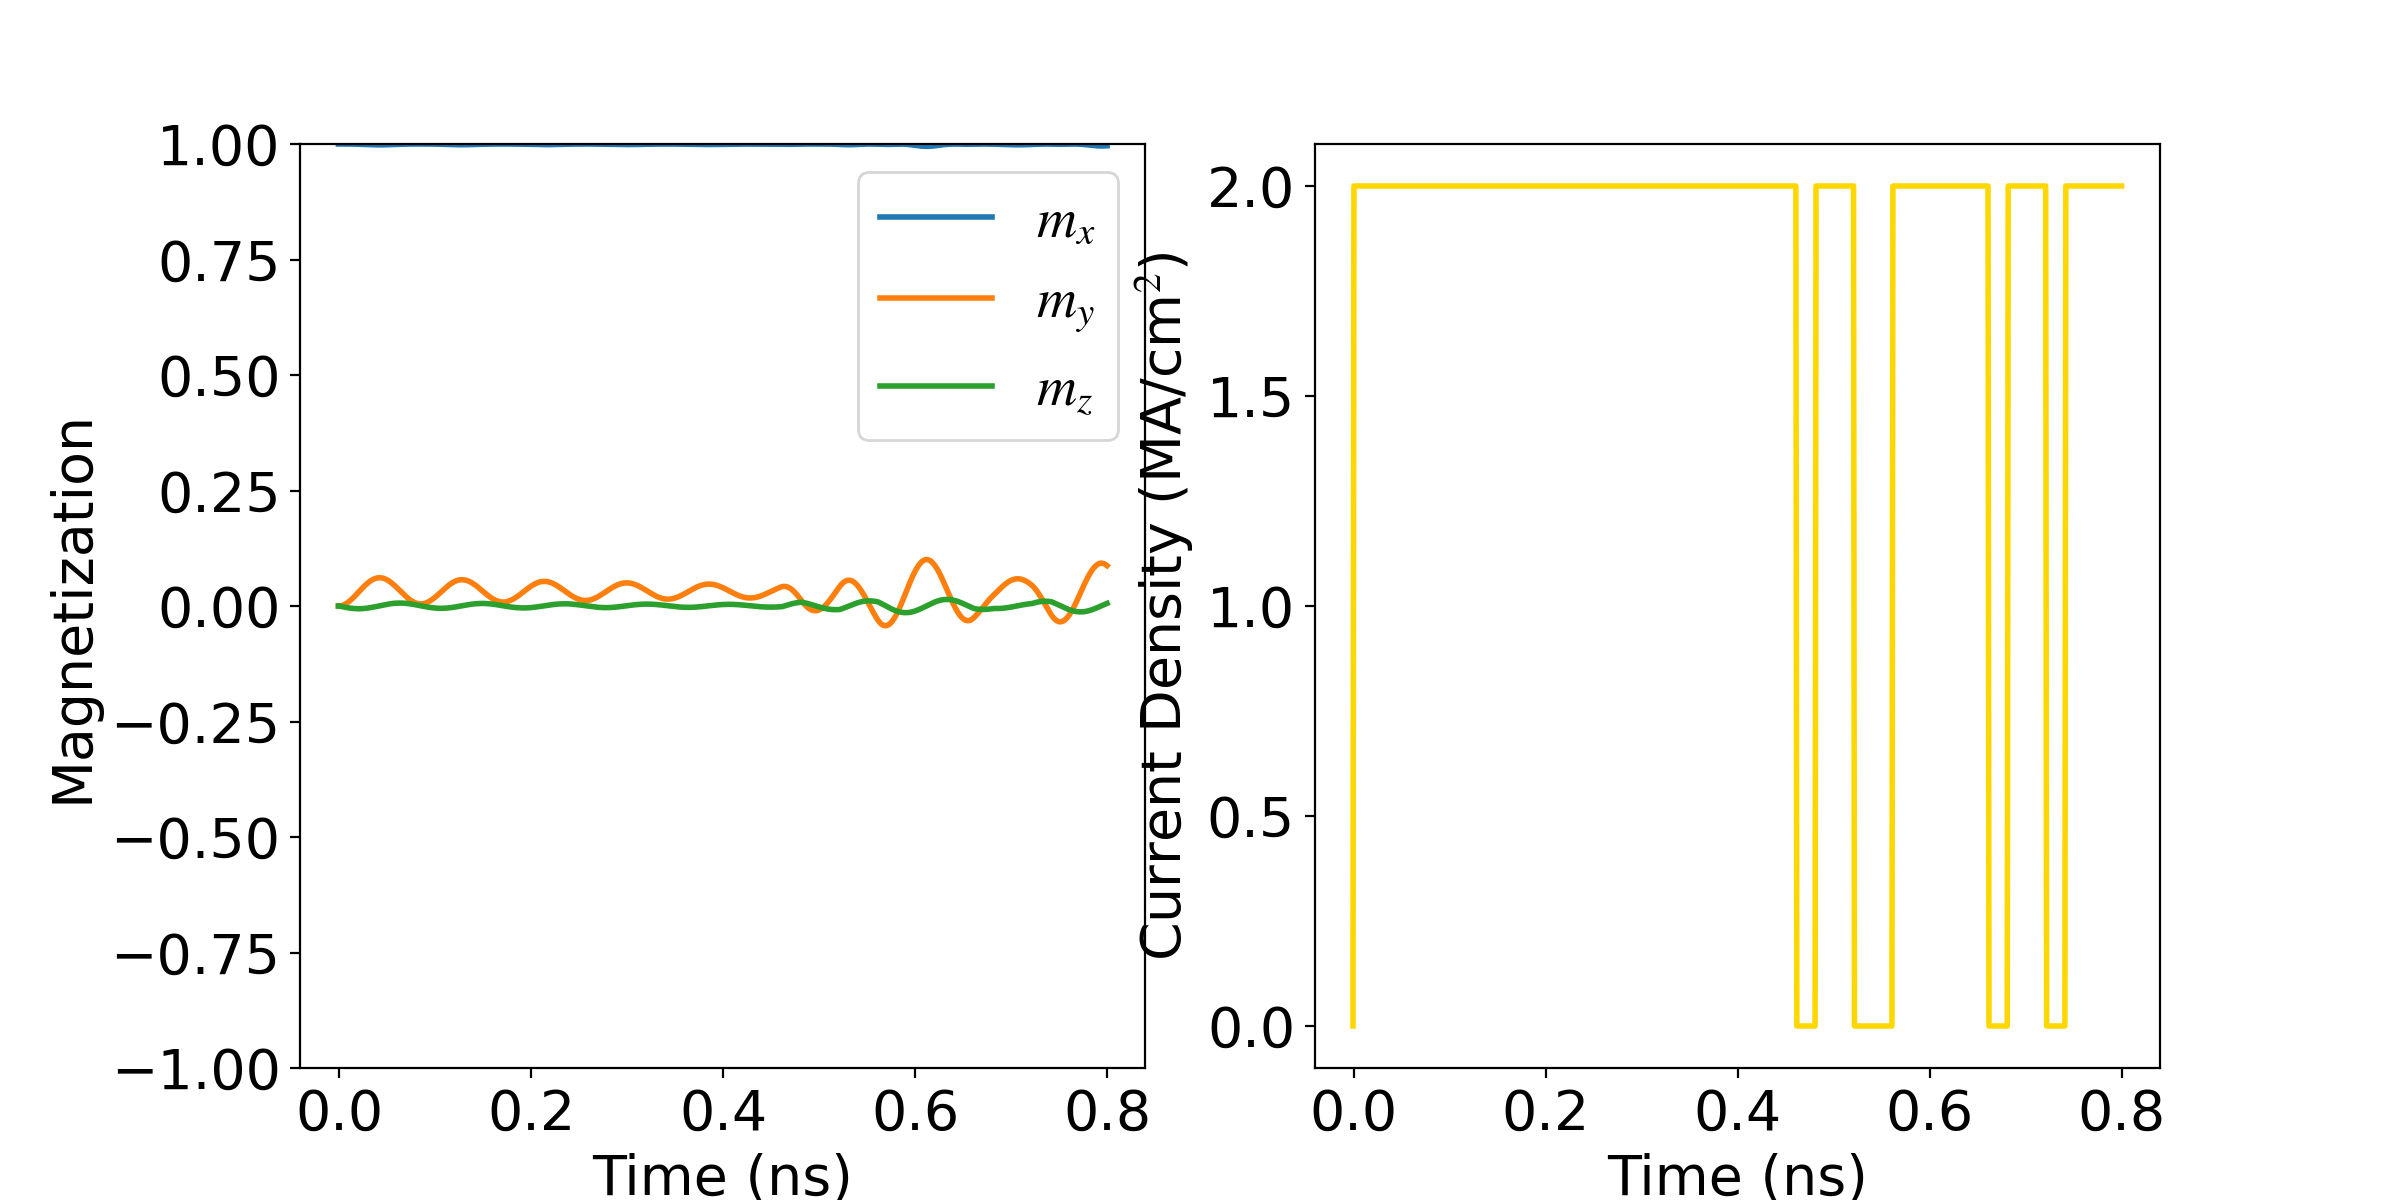 1.00
0.75
0.50
0.25
0.00
−0.25
−0.50
−0.75
−1.00
Magnetization
0.0 0.2 0.4 0.6 0.8
Time (ns)
m_x
m_y
m_z
2.0
1.5
1.0
0.5
0.0
Current Density (MA/cm²)
0.0 0.2 0.4 0.6 0.8
Time (ns)